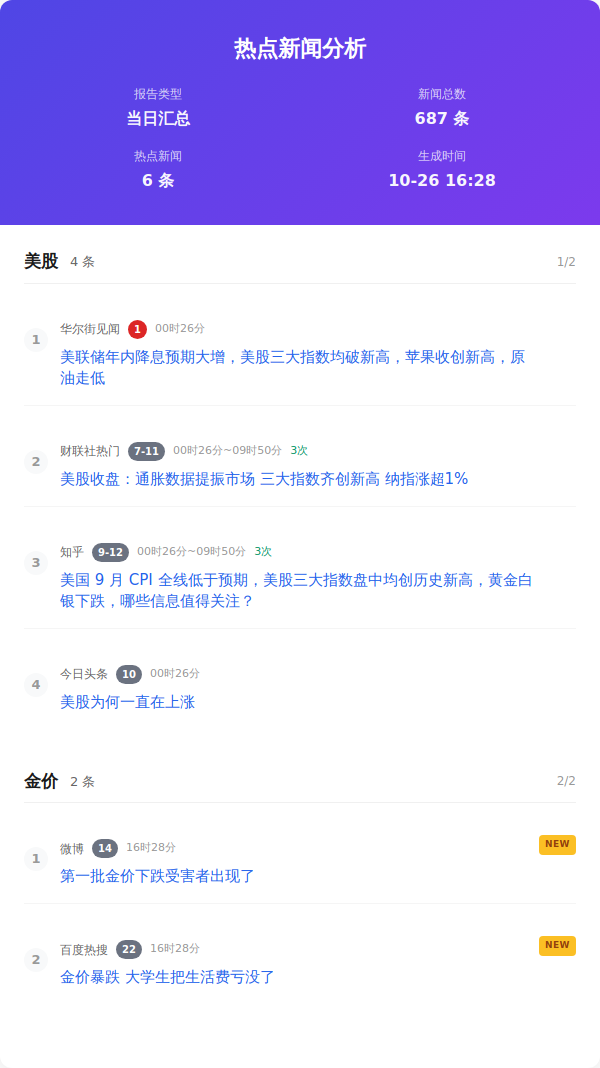 热点新闻分析
报告类型
新闻总数
当日汇总
687 条
热点新闻
生成时间
6 条
10-26 16:28
美股 4 条 1/2
1
华尔街见闻 1 00时26分
美联储年内降息预期大增，美股三大指数均破新高，苹果收创新高，原
油走低
2
财联社热门 7-11 00时26分~09时50分 3次
美股收盘：通胀数据提振市场 三大指数齐创新高 纳指涨超1%
3
知乎 9-12 00时26分~09时50分 3次
美国 9 月 CPI 全线低于预期，美股三大指数盘中均创历史新高，黄金白
银下跌，哪些信息值得关注？
4
今日头条 10 00时26分
美股为何一直在上涨
金价 2 条 2/2
1
微博 14 16时28分 NEW
第一批金价下跌受害者出现了
2
百度热搜 22 16时28分 NEW
金价暴跌 大学生把生活费亏没了